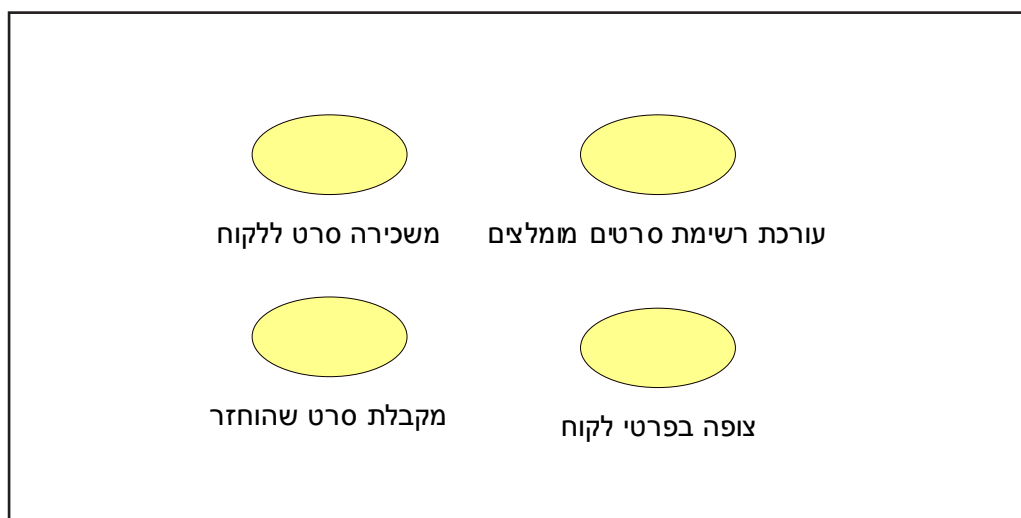 עורכת רשימת סרטים מומלצים
משכירה סרט ללקוח
צופה בפרטי לקוח
מקבלת סרט שהוחזר